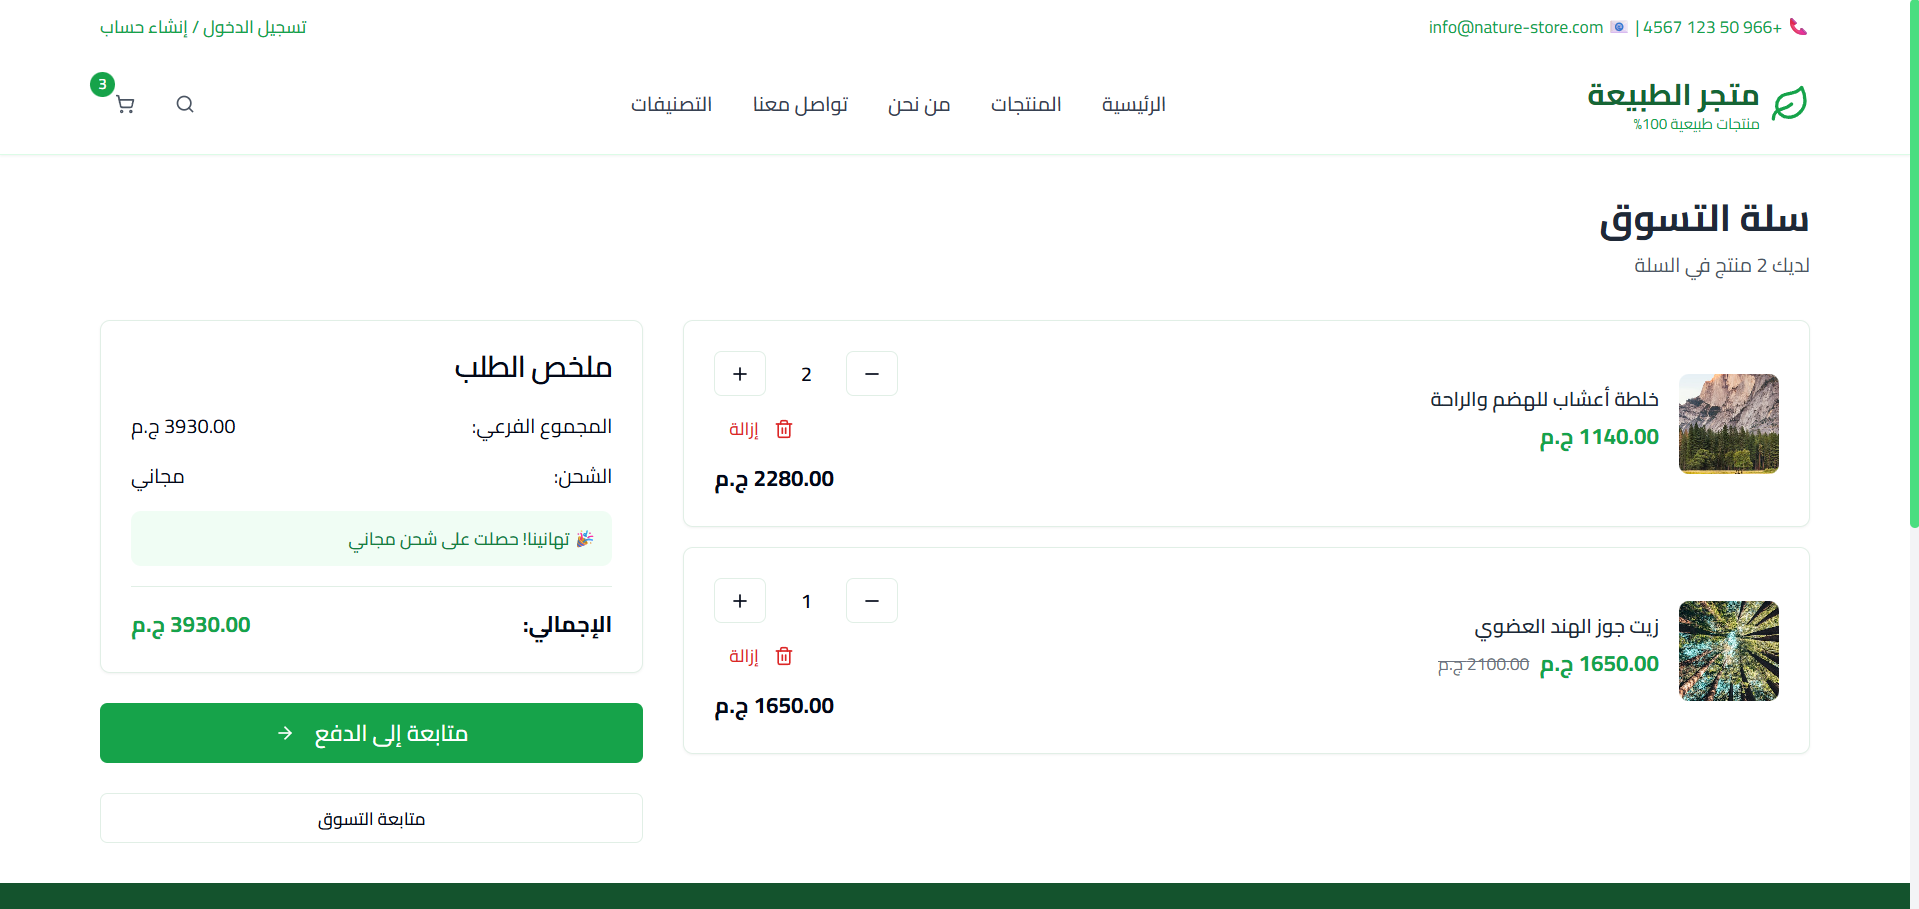 📞 +966 50 123 4567 | 📧 info@nature-store.com
تسجيل الدخول / إنشاء حساب
متجر الطبيعة
منتجات طبيعية 100%
الرئيسية
المنتجات
من نحن
تواصل معنا
التصنيفات
3
سلة التسوق
لديك 2 منتج في السلة
خلطة أعشاب للهضم والراحة
1140.00 ج.م
2
إزالة
2280.00 ج.م
زيت جوز الهند العضوي
1650.00 ج.م 2100.00 ج.م
1
إزالة
1650.00 ج.م
ملخص الطلب
المجموع الفرعي: 3930.00 ج.م
الشحن: مجاني
🎉 تهانينا! حصلت على شحن مجاني
الإجمالي: 3930.00 ج.م
متابعة إلى الدفع
متابعة التسوق